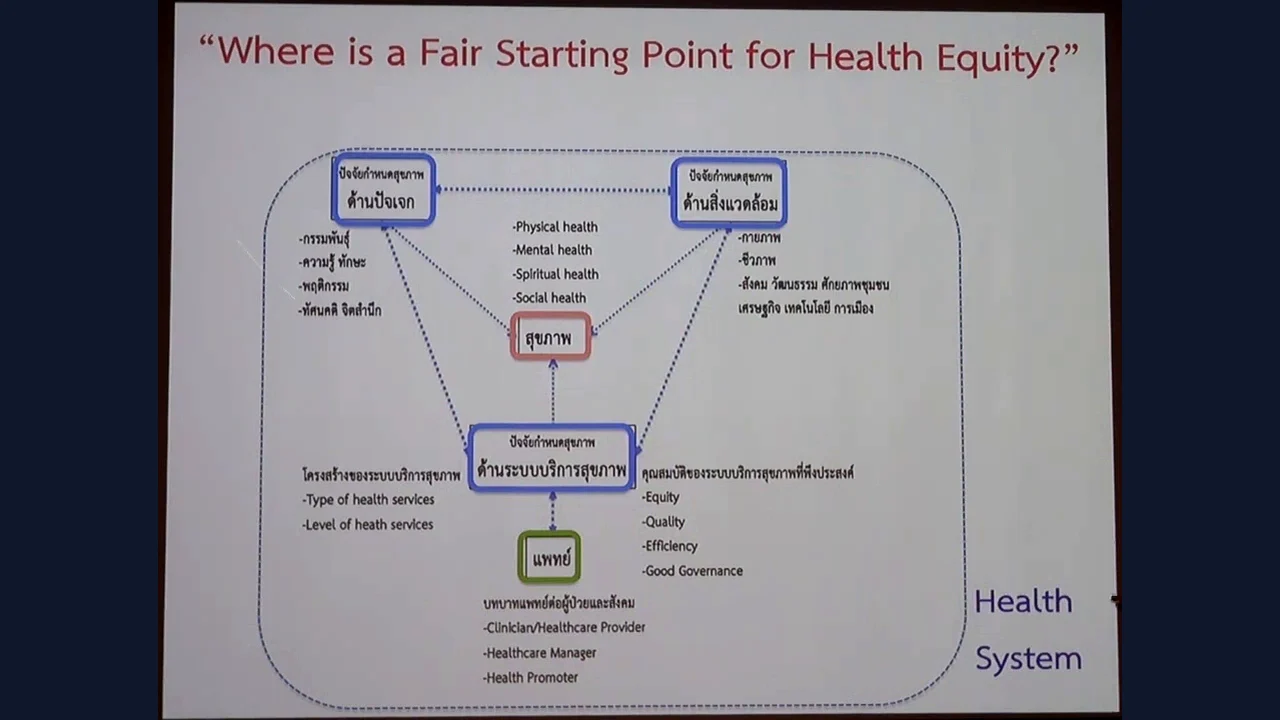 “Where is a Fair Starting Point for Health Equity?”
ปัจจัยกำหนดสุขภาพ
ด้านปัจเจก
ปัจจัยกำหนดสุขภาพ
ด้านสิ่งแวดล้อม
-กรรมพันธุ์
-ความรู้ ทักษะ
-พฤติกรรม
-ทัศนคติ จิตสำนึก
-Physical health
-Mental health
-Spiritual health
-Social health
-กายภาพ
-ชีวภาพ
-สังคม วัฒนธรรม ศักยภาพชุมชน
เศรษฐกิจ เทคโนโลยี การเมือง
สุขภาพ
ปัจจัยกำหนดสุขภาพ
ด้านระบบบริการสุขภาพ
โครงสร้างของระบบบริการสุขภาพ
-Type of health services
-Level of heath services
คุณสมบัติของระบบบริการสุขภาพที่พึงประสงค์
-Equity
-Quality
-Efficiency
-Good Governance
แพทย์
บทบาทแพทย์ต่อผู้ป่วยและสังคม
-Clinician/Healthcare Provider
-Healthcare Manager
-Health Promoter
Health
System